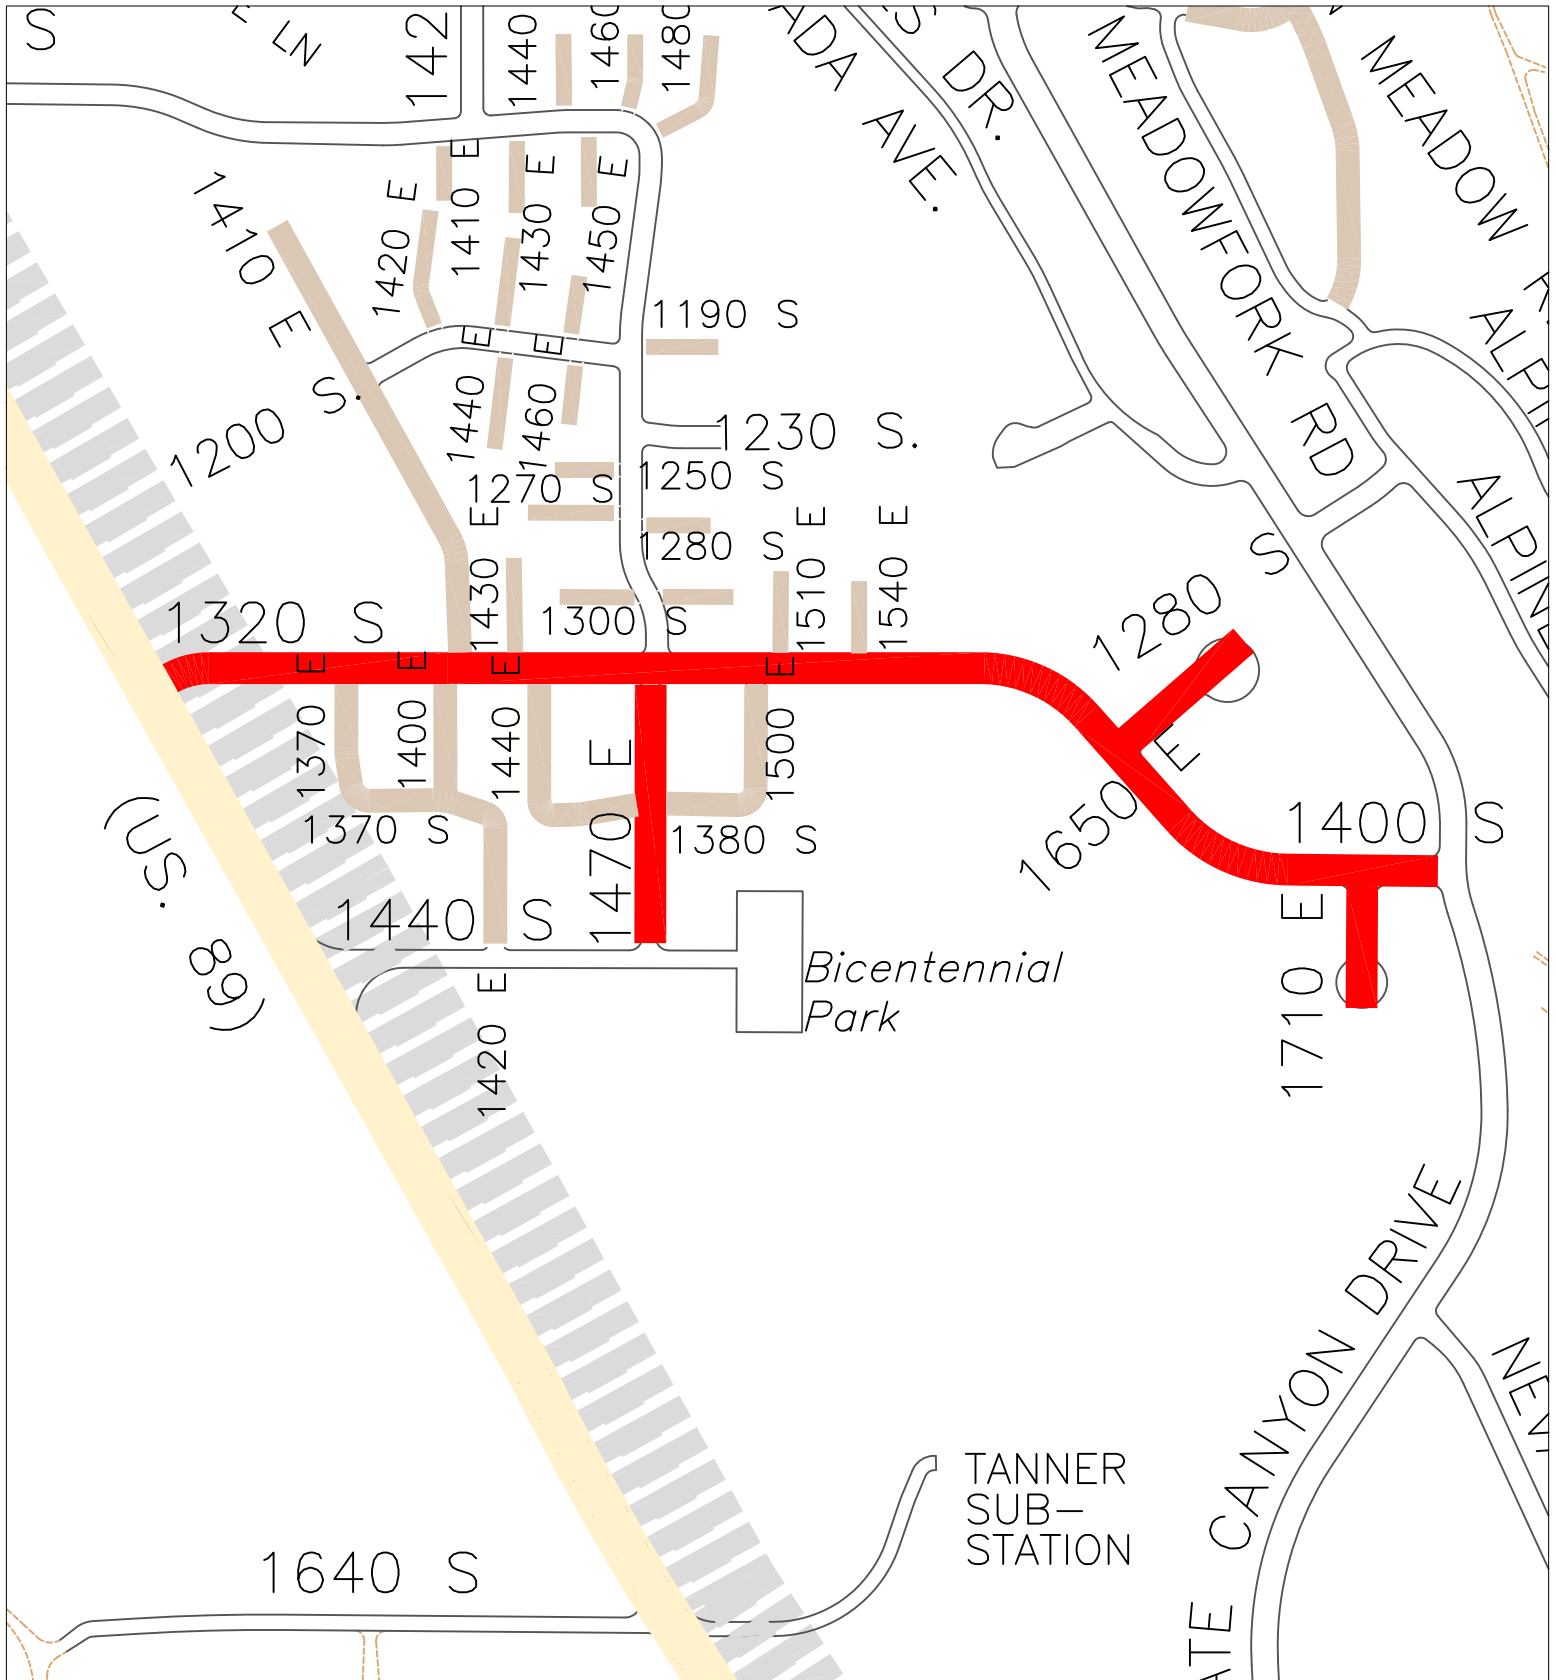 S
LN
142
1440
1460
1480
ADA AVE.
DR.
MEADOWFORK RD
MEADOW
ALPINE
1410 E
1420 E
1410 E
1430 E
1450 E
1190 S
1200 S.
1440 E
1460 E
1230 S.
1250 S
1270 S
1280 S
1430 E
1510 E
1540 E
1300 S
1320 S
1280 S
1370 E
1400 E
1440 E
1470 E
1500 E
1650 E
1400 S
1370 S
1380 S
(US. 89)
1440 S
1420 E
Bicentennial
Park
1710 E
CANYON DRIVE
TANNER
SUB-
STATION
1640 S